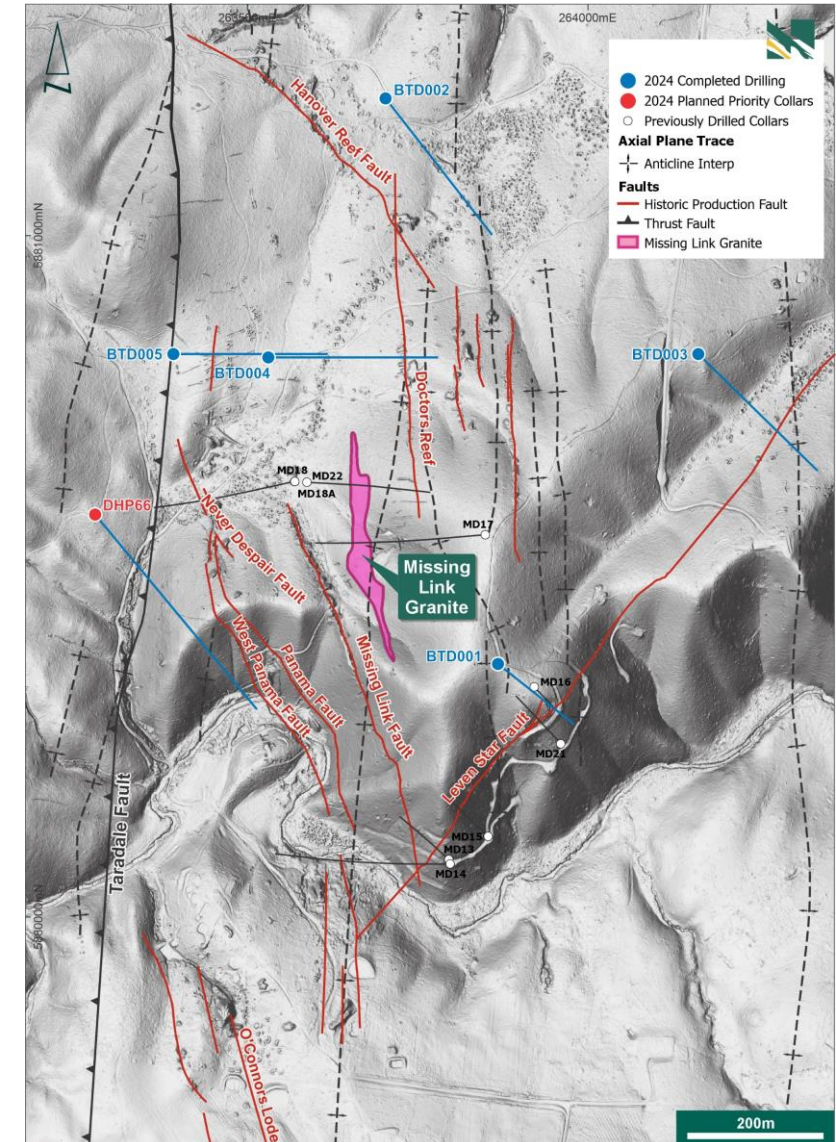 263500mE
264000mE
5881000mN
5880000mN
2024 Completed Drilling
2024 Planned Priority Collars
Previously Drilled Collars
Axial Plane Trace
Anticline Interp
Faults
Historic Production Fault
Thrust Fault
Missing Link Granite
BTD002
Hanover Reef Fault
BTD005
BTD004
BTD003
Doctors Reef
MD18
MD22
MD18A
DHP66
Never Despair Fault
MD17
Missing
Link
Granite
West Panama Fault
Panama Fault
Missing Link Fault
BTD001
MD16
MD21
Leven Star Fault
MD15
MD13
MD14
Taradale Fault
O'Connors Lode
200m